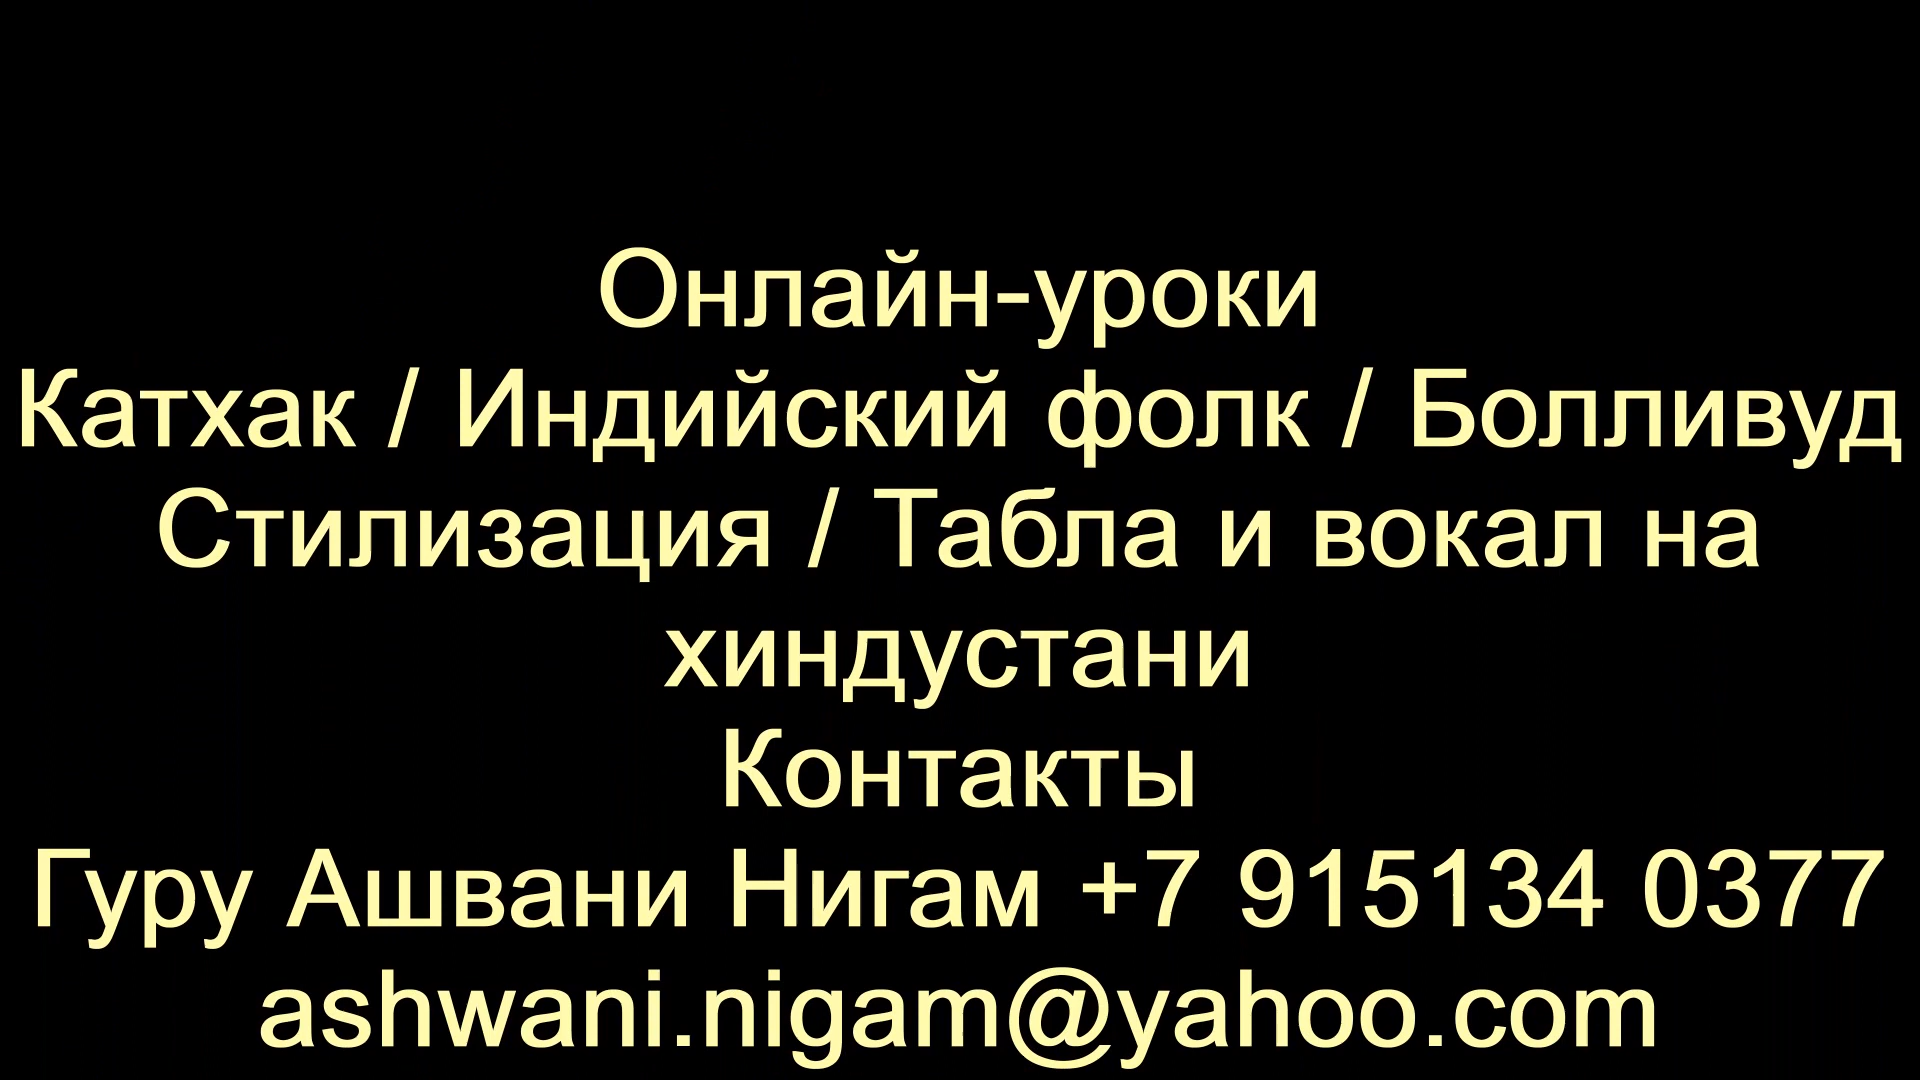 Онлайн-уроки
Катхак / Индийский фолк / Болливуд
Стилизация / Табла и вокал на
хиндустани
Контакты
Гуру Ашвани Нигам +7 915134 0377
ashwani.nigam@yahoo.com